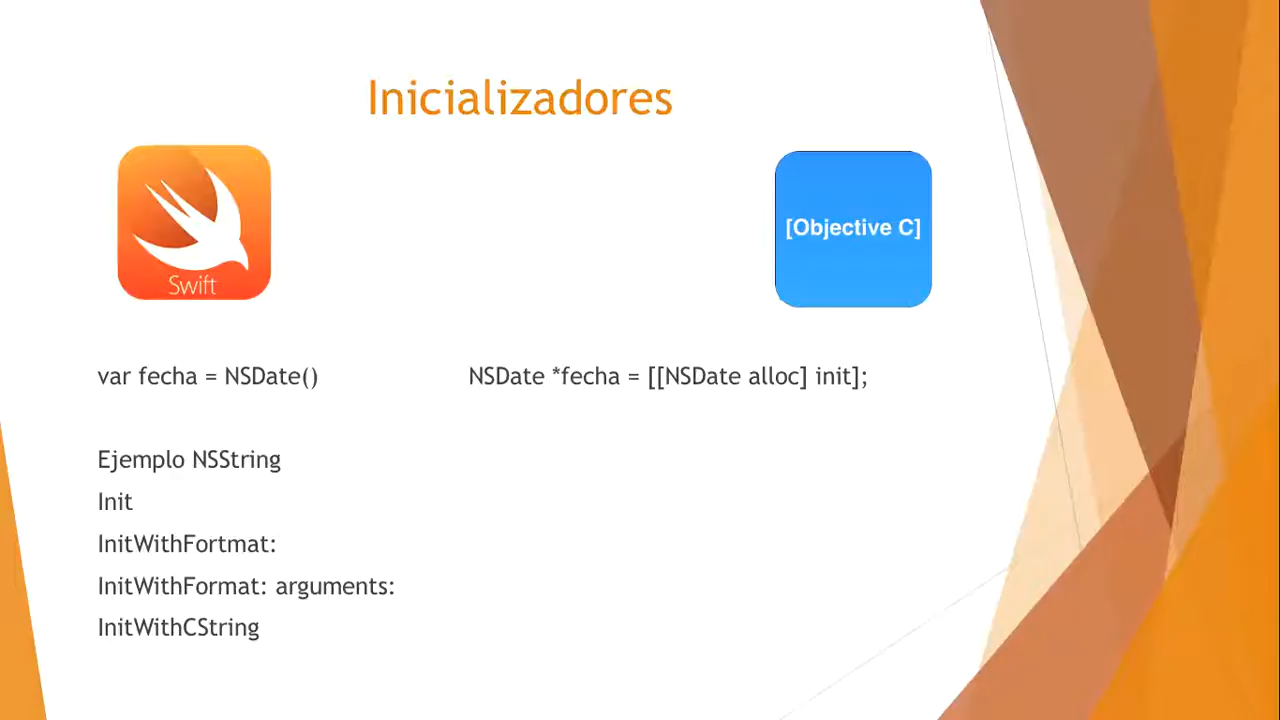 Inicializadores
Swift
[Objective C]
var fecha = NSDate()
NSDate *fecha = [[NSDate alloc] init];
Ejemplo NSString
Init
InitWithFortmat:
InitWithFormat: arguments:
InitWithCString